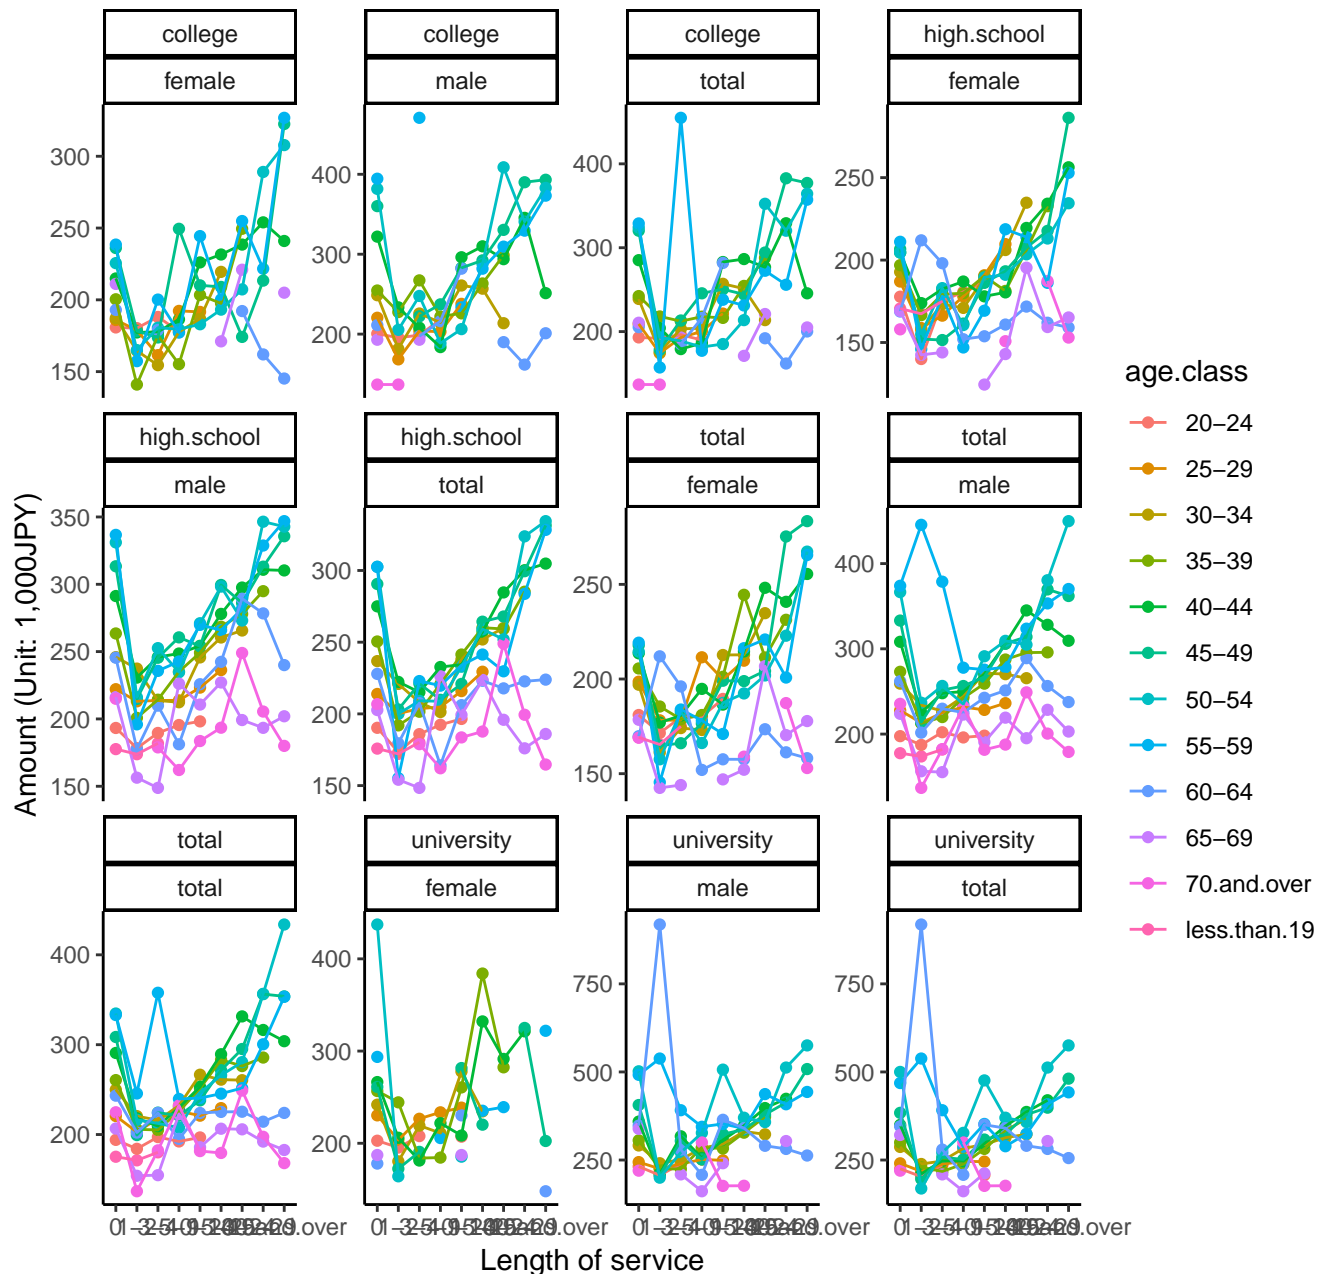 college
college
college
high.school
female
male
total
female
300
250
200
150
400
300
200
400
300
200
250
200
150
high.school
high.school
total
total
male
total
female
male
350
300
250
200
150
300
250
200
150
250
200
150
400
300
200
total
university
university
university
total
female
male
total
400
300
200
400
300
200
750
500
250
750
500
250
Length of service
Amount (Unit: 1,000JPY)
age.class
20−24
25−29
30−34
35−39
40−44
45−49
50−54
55−59
60−64
65−69
70.and.over
less.than.19